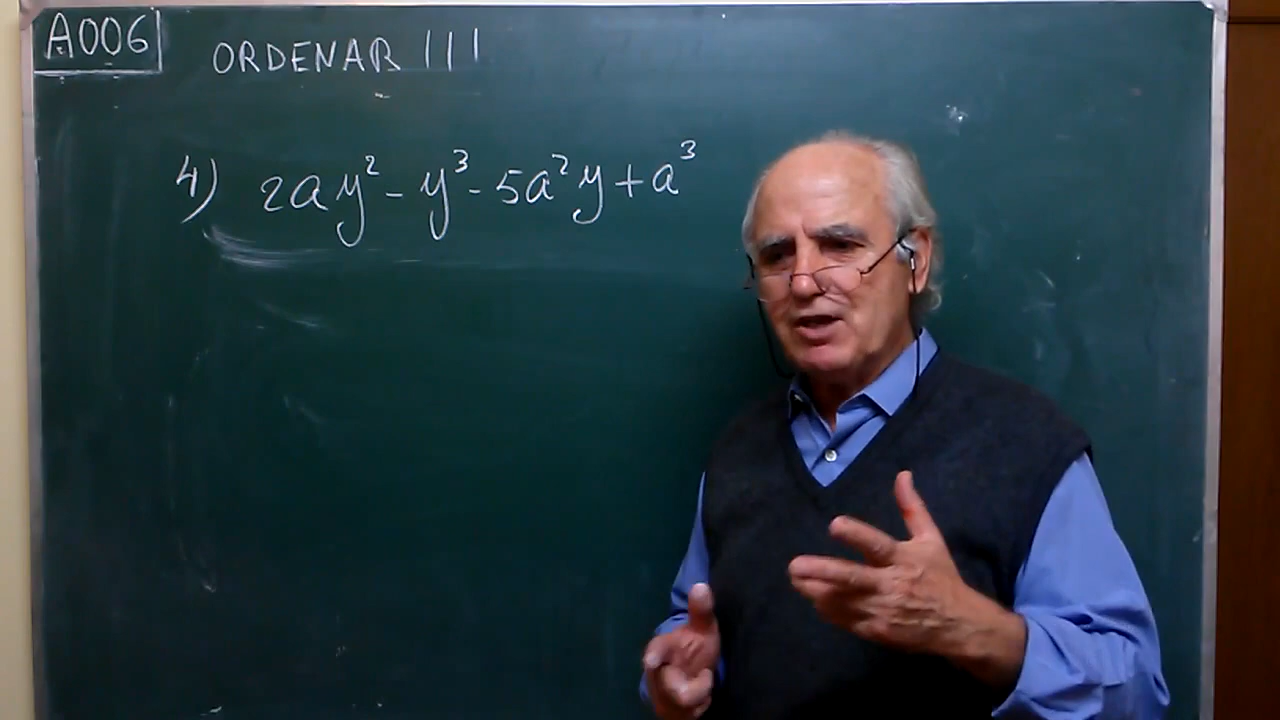 A006
ORDENAR III
4) 2ay² - y³ - 5a²y + a³